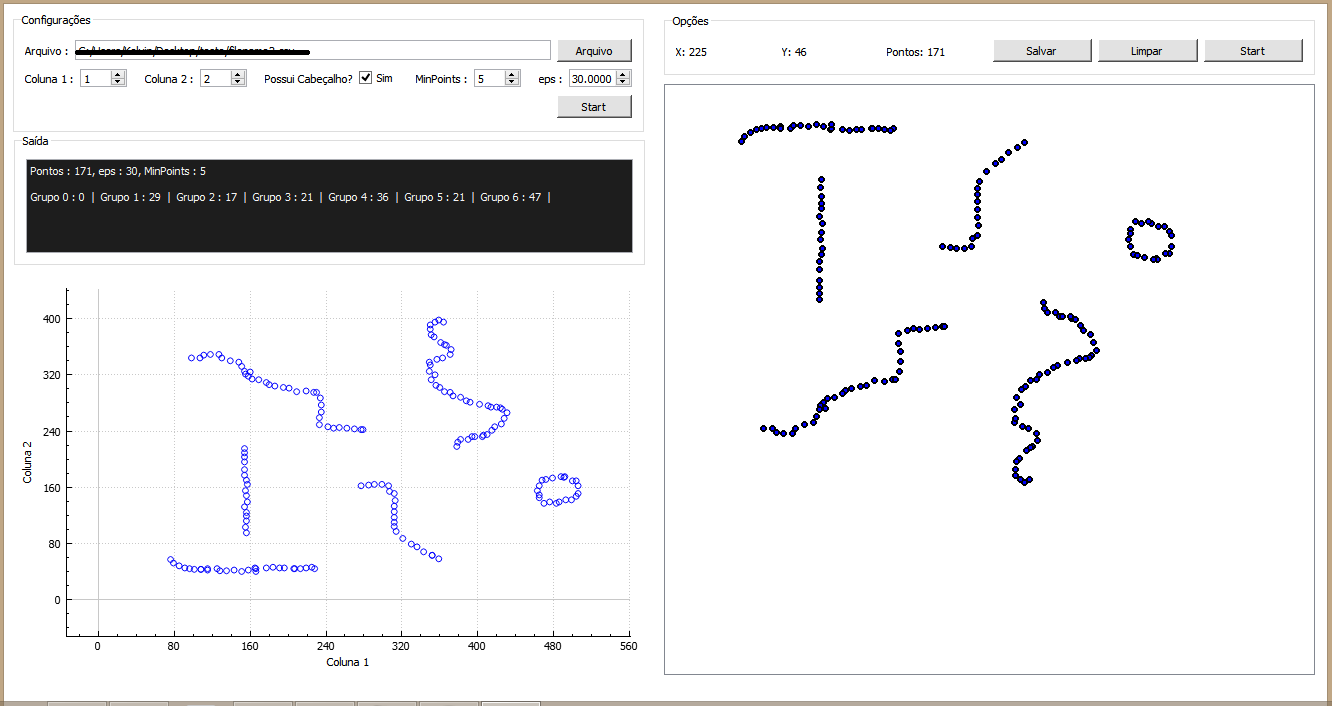 Configurações
Arquivo :
Arquivo
Coluna 1 : 1 Coluna 2 : 2 Possui Cabeçalho? Sim MinPoints : 5 eps : 30.0000
Start
Saída
Pontos : 171, eps : 30, MinPoints : 5
Grupo 0 : 0 | Grupo 1 : 29 | Grupo 2 : 17 | Grupo 3 : 21 | Grupo 4 : 36 | Grupo 5 : 21 | Grupo 6 : 47 |
400
320
240
160
80
0
Coluna 2
0 80 160 240 320 400 480 560
Coluna 1
Opções
X: 225 Y: 46 Pontos: 171 Salvar Limpar Start